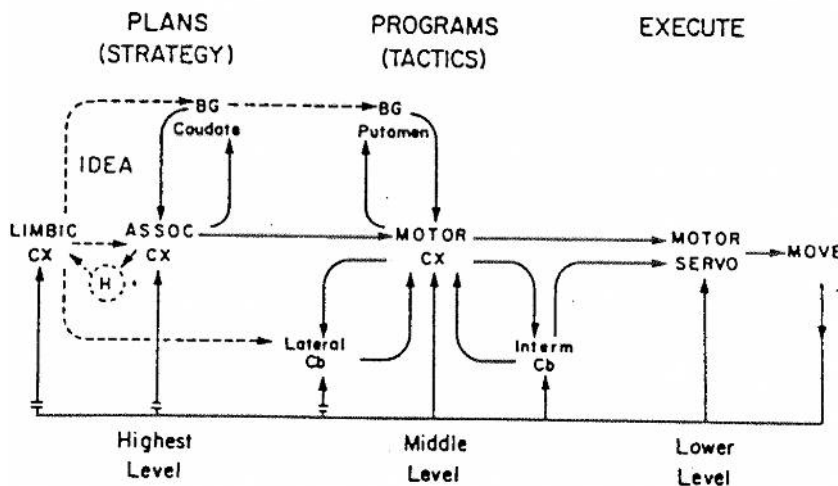 PLANS
(STRATEGY)
PROGRAMS
(TACTICS)
EXECUTE
BG
Caudate
BG
Putamen
IDEA
LIMBIC
CX
ASSOC
CX
H
MOTOR
CX
MOTOR
SERVO
MOVE
Lateral
Cb
Interm
Cb
Highest
Level
Middle
Level
Lower
Level